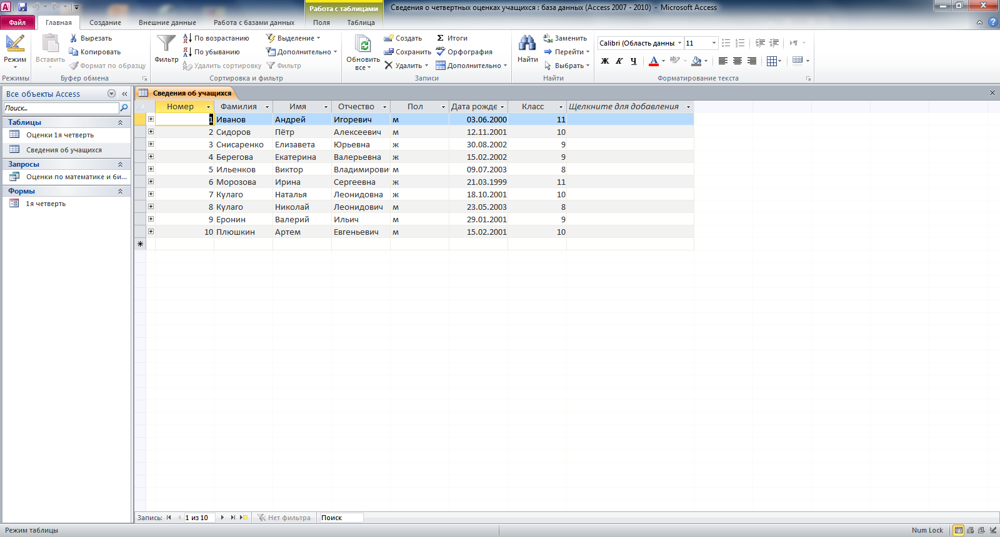 Работа с таблицами
Сведения о четвертных оценках учащихся : база данных (Access 2007 - 2010) - Microsoft Access
Файл Главная Создание Внешние данные Работа с базами данных Поля Таблица
Режим
Режимы
Вставить
Вырезать
Копировать
Формат по образцу
Буфер обмена
Фильтр
По возрастанию
По убыванию
Удалить сортировку
Выделение
Дополнительно
Фильтр
Сортировка и фильтр
Обновить
все
Создать
Сохранить
Удалить
Итоги
Орфография
Дополнительно
Записи
Найти
Заменить
Перейти
Выбрать
Найти
Calibri (Область данны 11
Ж К Ч
Форматирование текста
Все объекты Access
Поиск...
Таблицы
Оценки 1я четверть
Сведения об учащихся
Запросы
Оценки по математике и би...
Формы
1я четверть
Сведения об учащихся
Номер Фамилия Имя Отчество Пол Дата рожде Класс Щелкните для добавления
1 Иванов Андрей Игоревич м 03.06.2000 11
2 Сидоров Пётр Алексеевич м 12.11.2001 10
3 Снисаренко Елизавета Юрьевна ж 30.08.2002 9
4 Берегова Екатерина Валерьевна ж 15.02.2002 9
5 Ильенков Виктор Владимирови м 09.07.2003 8
6 Морозова Ирина Сергеевна ж 21.03.1999 11
7 Кулаго Наталья Леонидовна ж 18.10.2001 10
8 Кулаго Николай Леонидович м 23.05.2003 8
9 Еронин Валерий Ильич м 29.01.2001 9
10 Плюшкин Артем Евгеньевич м 15.02.2001 10
Запись: 1 из 10 Нет фильтра Поиск
Режим таблицы Num Lock